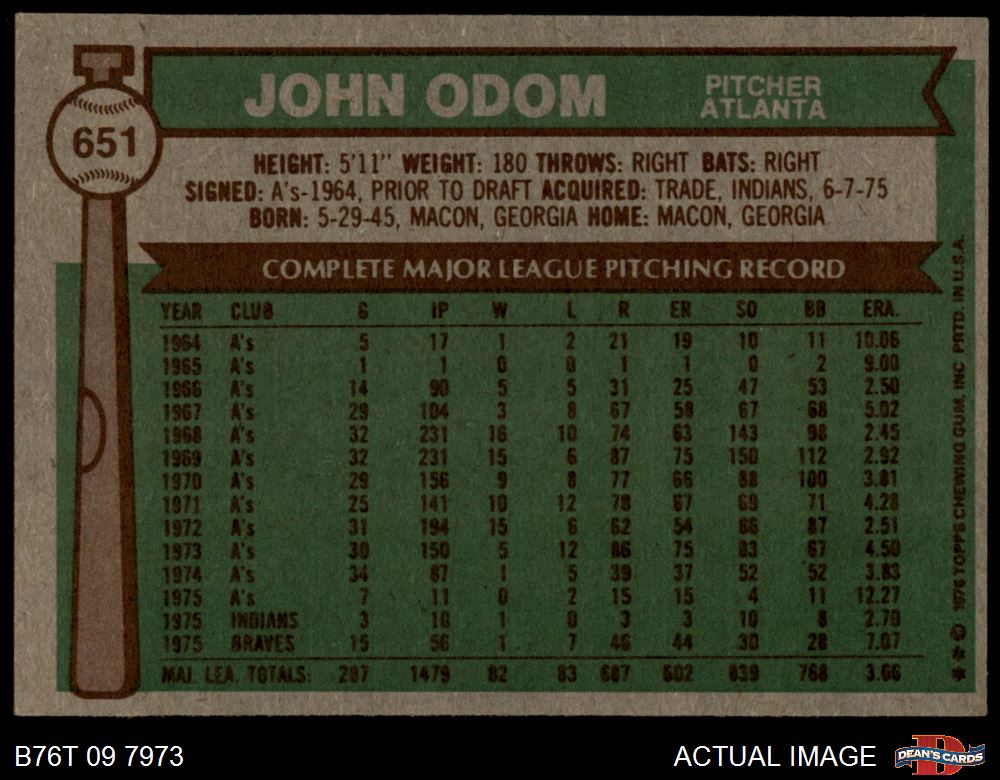 651
JOHN ODOM
PITCHER
ATLANTA
HEIGHT: 5'11" WEIGHT: 180 THROWS: RIGHT BATS: RIGHT
SIGNED: A's-1964, PRIOR TO DRAFT ACQUIRED: TRADE, INDIANS, 6-7-75
BORN: 5-29-45, MACON, GEORGIA HOME: MACON, GEORGIA
COMPLETE MAJOR LEAGUE PITCHING RECORD
YEAR CLUB G IP W L R ER SO BB ERA.
1964 A's 5 17 1 2 21 19 10 11 10.06
1965 A's 1 1 0 0 1 1 0 2 9.00
1966 A's 14 90 5 5 31 25 47 53 2.50
1967 A's 29 104 3 8 67 58 67 68 5.02
1968 A's 32 231 16 10 74 63 143 98 2.45
1969 A's 32 231 15 6 87 75 150 112 2.92
1970 A's 29 156 9 8 77 66 88 100 3.81
1971 A's 25 141 10 12 78 67 69 71 4.28
1972 A's 31 194 15 6 62 54 86 87 2.51
1973 A's 30 150 5 12 86 75 83 67 4.50
1974 A's 34 87 1 5 39 37 52 52 3.83
1975 A's 7 11 0 2 15 15 4 11 12.27
1975 INDIANS 3 10 1 0 3 3 10 8 2.70
1975 BRAVES 15 56 1 7 46 44 30 28 7.07
MAJ. LEA. TOTALS: 287 1479 82 83 687 602 839 768 3.66
** © 1976 TOPPS CHEWING GUM, INC PRTD. IN U.S.A.
B76T 09 7973
ACTUAL IMAGE
D
DEAN'S CARDS